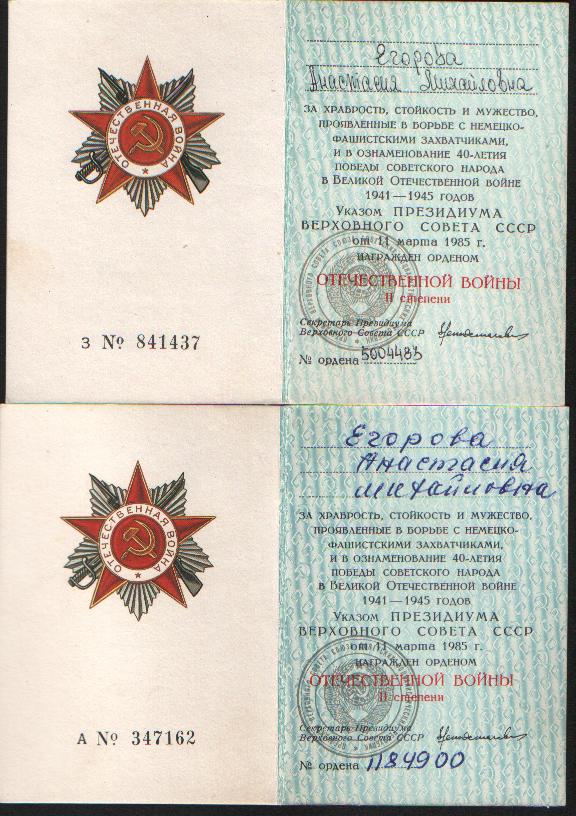 ОТЕЧЕСТВЕННАЯ ВОЙНА
З № 841437
Егорова
Анастасия Михайловна
ЗА ХРАБРОСТЬ, СТОЙКОСТЬ И МУЖЕСТВО,
ПРОЯВЛЕННЫЕ В БОРЬБЕ С НЕМЕЦКО-
ФАШИСТСКИМИ ЗАХВАТЧИКАМИ,
И В ОЗНАМЕНОВАНИЕ 40-ЛЕТИЯ
ПОБЕДЫ СОВЕТСКОГО НАРОДА
В ВЕЛИКОЙ ОТЕЧЕСТВЕННОЙ ВОЙНЕ
1941—1945 ГОДОВ
УКАЗОМ ПРЕЗИДИУМА
ВЕРХОВНОГО СОВЕТА СССР
от 11 марта 1985 г.
НАГРАЖДЕН ОРДЕНОМ
ОТЕЧЕСТВЕННОЙ ВОЙНЫ
II степени
Секретарь Президиума
Верховного Совета СССР
№ ордена 5004483
ОТЕЧЕСТВЕННАЯ ВОЙНА
А № 347162
Егорова
Анастасия
Михайловна
ЗА ХРАБРОСТЬ, СТОЙКОСТЬ И МУЖЕСТВО,
ПРОЯВЛЕННЫЕ В БОРЬБЕ С НЕМЕЦКО-
ФАШИСТСКИМИ ЗАХВАТЧИКАМИ,
И В ОЗНАМЕНОВАНИЕ 40-ЛЕТИЯ
ПОБЕДЫ СОВЕТСКОГО НАРОДА
В ВЕЛИКОЙ ОТЕЧЕСТВЕННОЙ ВОЙНЕ
1941—1945 ГОДОВ
УКАЗОМ ПРЕЗИДИУМА
ВЕРХОВНОГО СОВЕТА СССР
от 11 марта 1985 г.
НАГРАЖДЕН ОРДЕНОМ
ОТЕЧЕСТВЕННОЙ ВОЙНЫ
II степени
Секретарь Президиума
Верховного Совета СССР
№ ордена 1184900